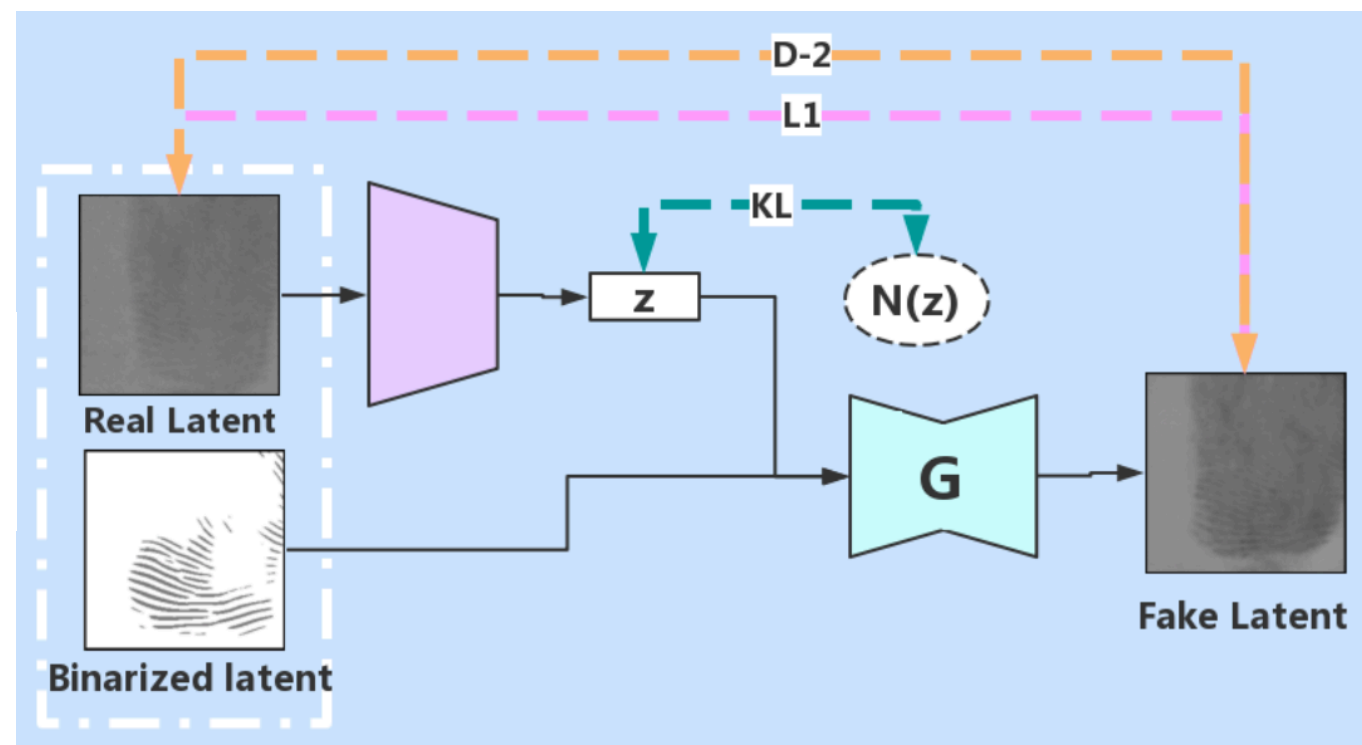 D-2
L1
KL
z
N(z)
Real Latent
G
Binarized latent
Fake Latent